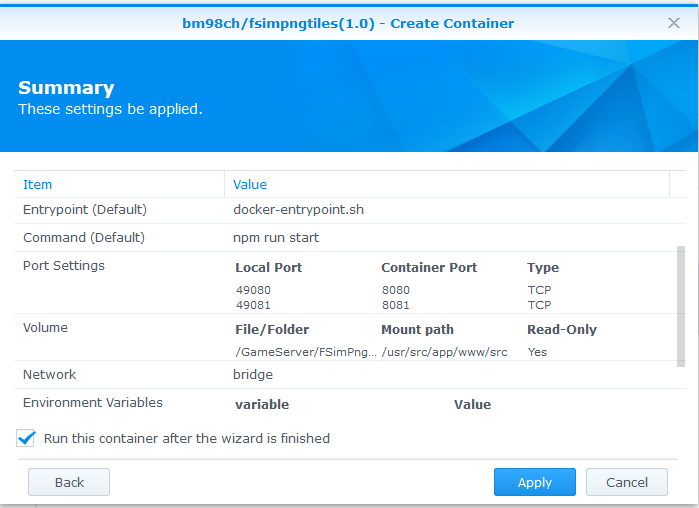 bm98ch/fsimpngtiles(1.0) - Create Container
Summary
These settings be applied.
Item Value
Entrypoint (Default) docker-entrypoint.sh
Command (Default) npm run start
Port Settings Local Port Container Port Type
49080 8080 TCP
49081 8081 TCP
Volume File/Folder Mount path Read-Only
/GameServer/FSimPng... /usr/src/app/www/src Yes
Network bridge
Environment Variables variable Value
Run this container after the wizard is finished
Back Apply Cancel